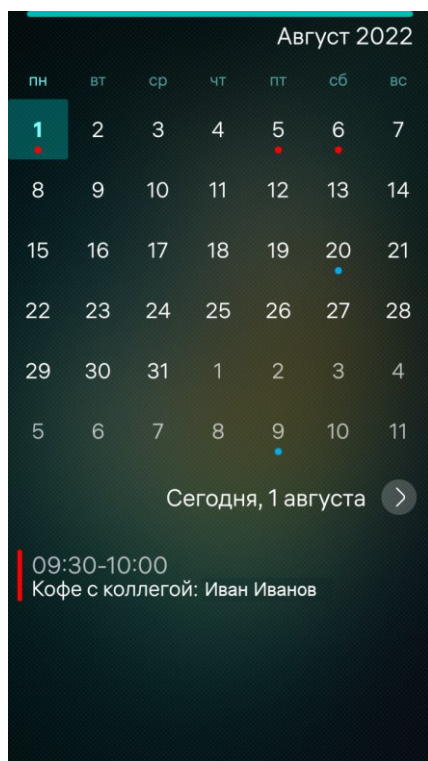 Август 2022
пн вт ср чт пт сб вс
1 2 3 4 5 6 7
8 9 10 11 12 13 14
15 16 17 18 19 20 21
22 23 24 25 26 27 28
29 30 31 1 2 3 4
5 6 7 8 9 10 11
Сегодня, 1 августа
09:30-10:00
Кофе с коллегой: Иван Иванов